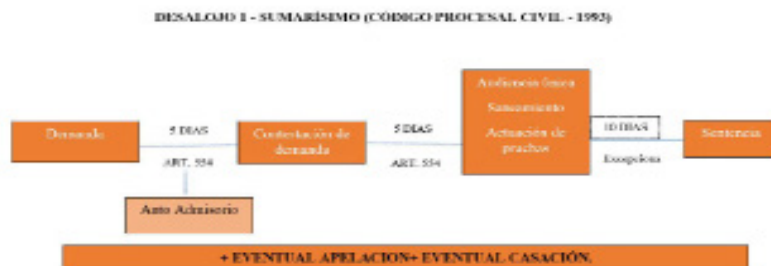 DESALOJO 1 - SUMARÍSIMO (CÓDIGO PROCESAL CIVIL - 1993)
Demanda
5 DIAS
ART. 554
Auto Admisorio
Contestación de
demanda
5 DIAS
ART. 554
Audiencia única
Saneamiento
Actuación de
pruebas
10 DIAS
Sentencia
+ EVENTUAL APELACION+ EVENTUAL CASACIÓN.